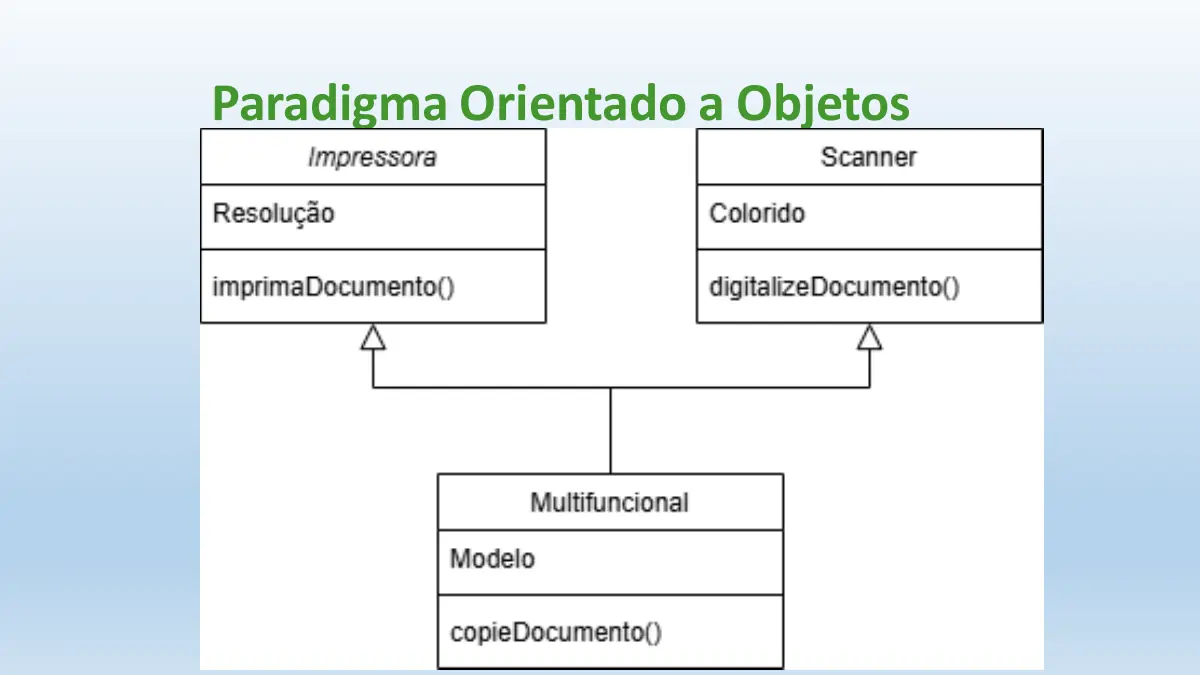 Paradigma Orientado a Objetos
Impressora
Resolução
imprimaDocumento()
Scanner
Colorido
digitalizeDocumento()
Multifuncional
Modelo
copieDocumento()